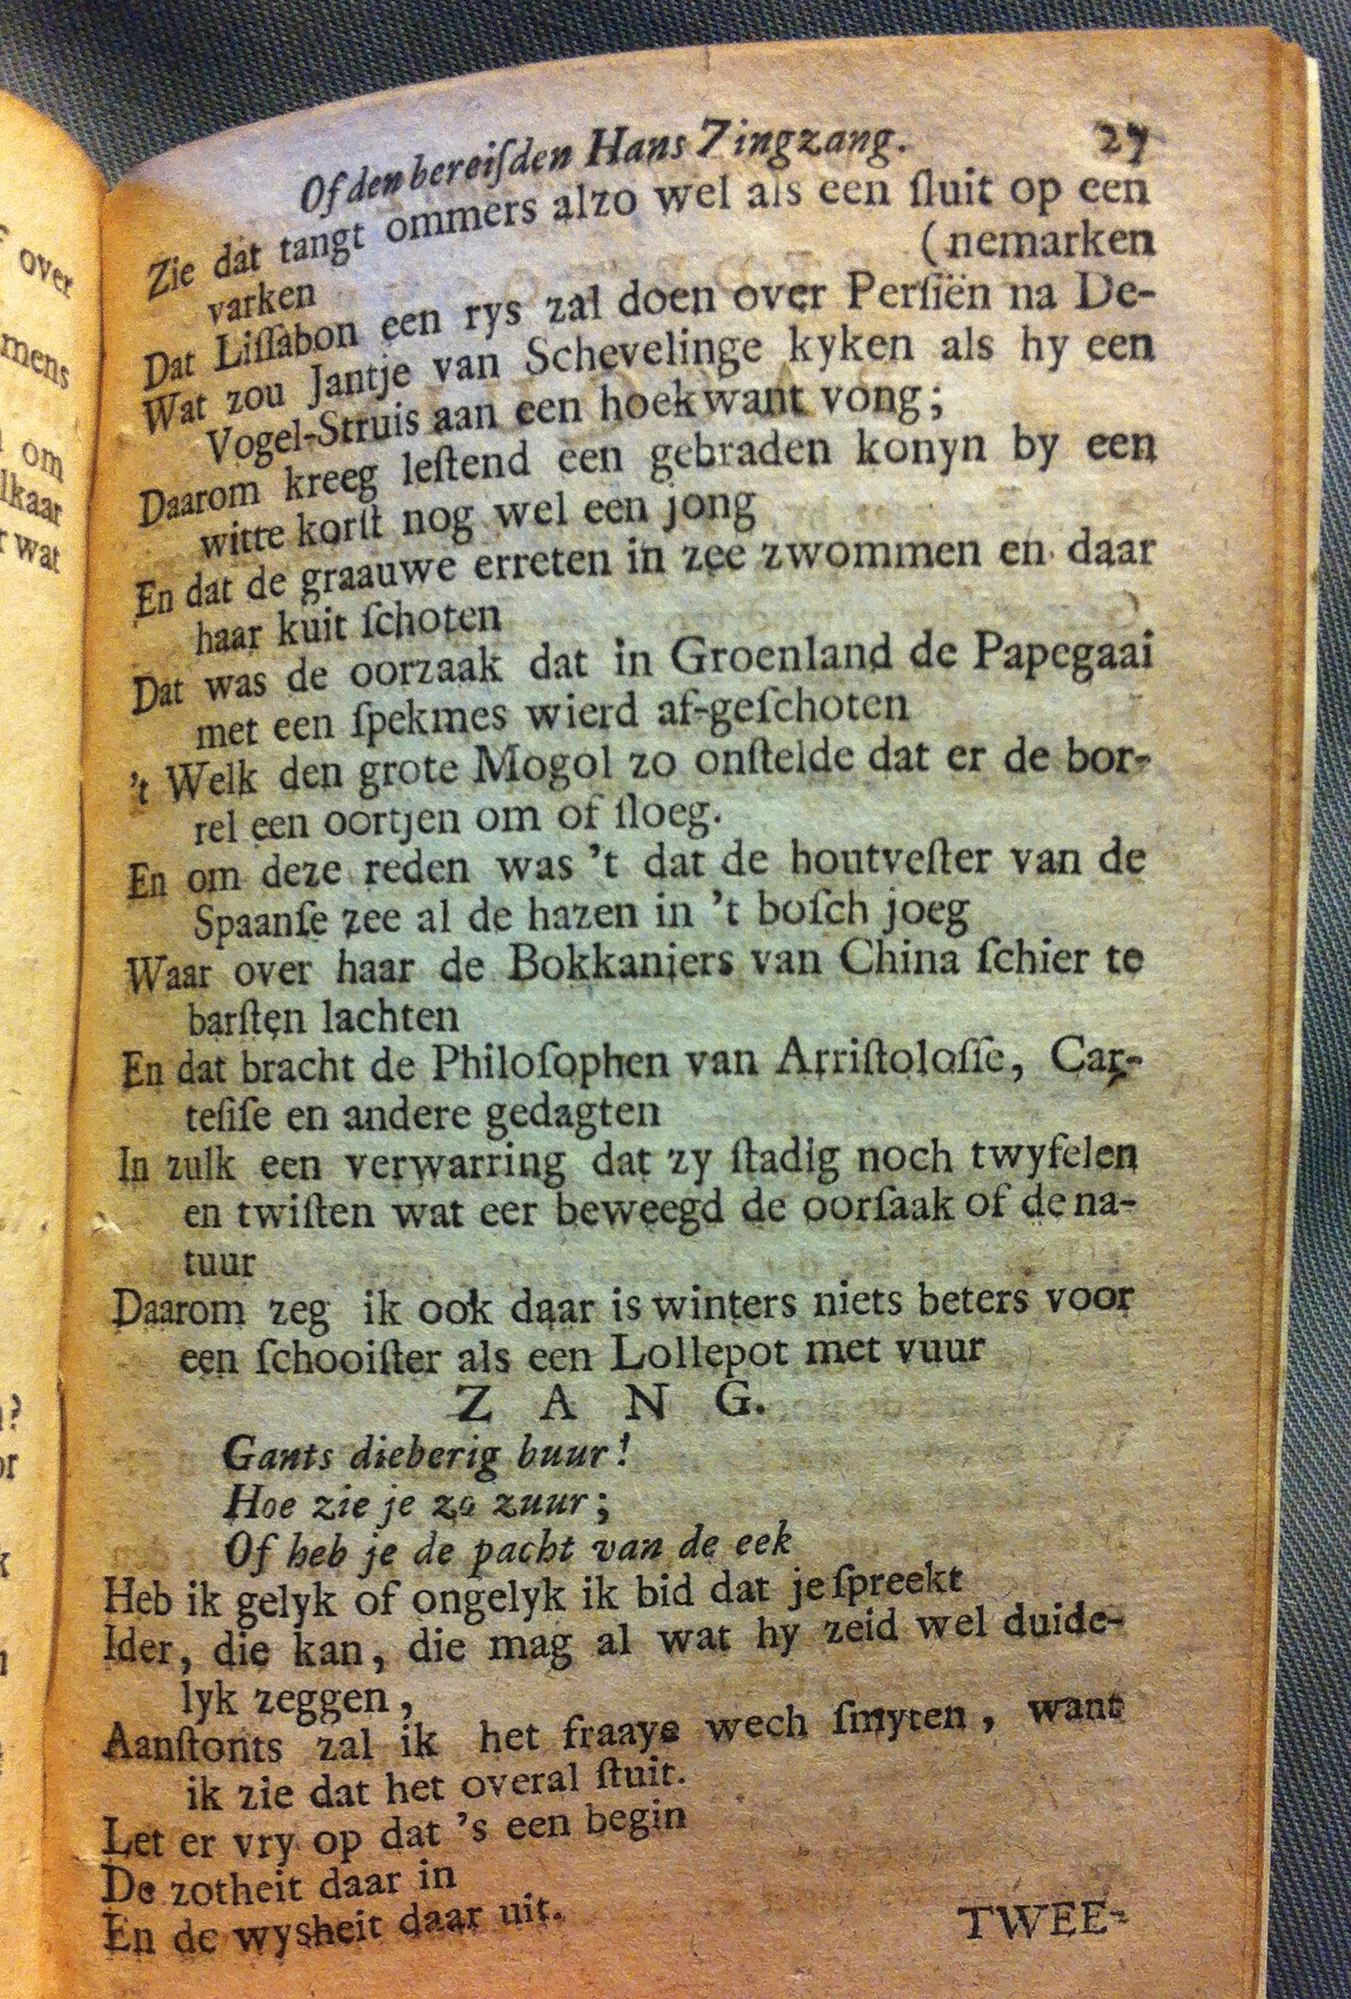 over
mens
om
lkaar
wat
Of den bereiſden Hans Zingzang. 27
Zie dat tangt ommers alzo wel als een ſluit op een
varken (nemarken
Dat Liſſabon een rys zal doen over Perſiën na De-
Wat zou Jantje van Schevelinge kyken als hy een
Vogel-Struis aan een hoekwant vong;
Daarom kreeg leſtend een gebraden konyn by een
witte korſt nog wel een jong
En dat de graauwe erreten in zee zwommen en daar
haar kuit ſchoten
Dat was de oorzaak dat in Groenland de Papegaai
met een ſpekmes wierd af-geſchoten
't Welk den grote Mogol zo onſtelde dat er de bor-
rel een oortjen om of ſloeg.
En om deze reden was 't dat de houtveſter van de
Spaanſe zee al de hazen in 't boſch joeg
Waar over haar de Bokkaniers van China ſchier te
barſten lachten
En dat bracht de Philoſophen van Arriſtoloſſe, Car-
teſiſe en andere gedagten
In zulk een verwarring dat zy ſtadig noch twyfelen
en twiſten wat eer beweegd de oorſaak of de na-
tuur
Daarom zeg ik ook daar is winters niets beters voor
een ſchooiſter als een Lollepot met vuur
ZANG.
Gants dieberig buur!
Hoe zie je zo zuur;
Of heb je de pacht van de eek
Heb ik gelyk of ongelyk ik bid dat je ſpreekt
Ider, die kan, die mag al wat hy zeid wel duide-
lyk zeggen,
Aanſtonts zal ik het fraaye wech ſmyten, want
ik zie dat het overal ſtuit.
Let er vry op dat 's een begin
De zotheit daar in
En de wysheit daar uit.
TWEE-